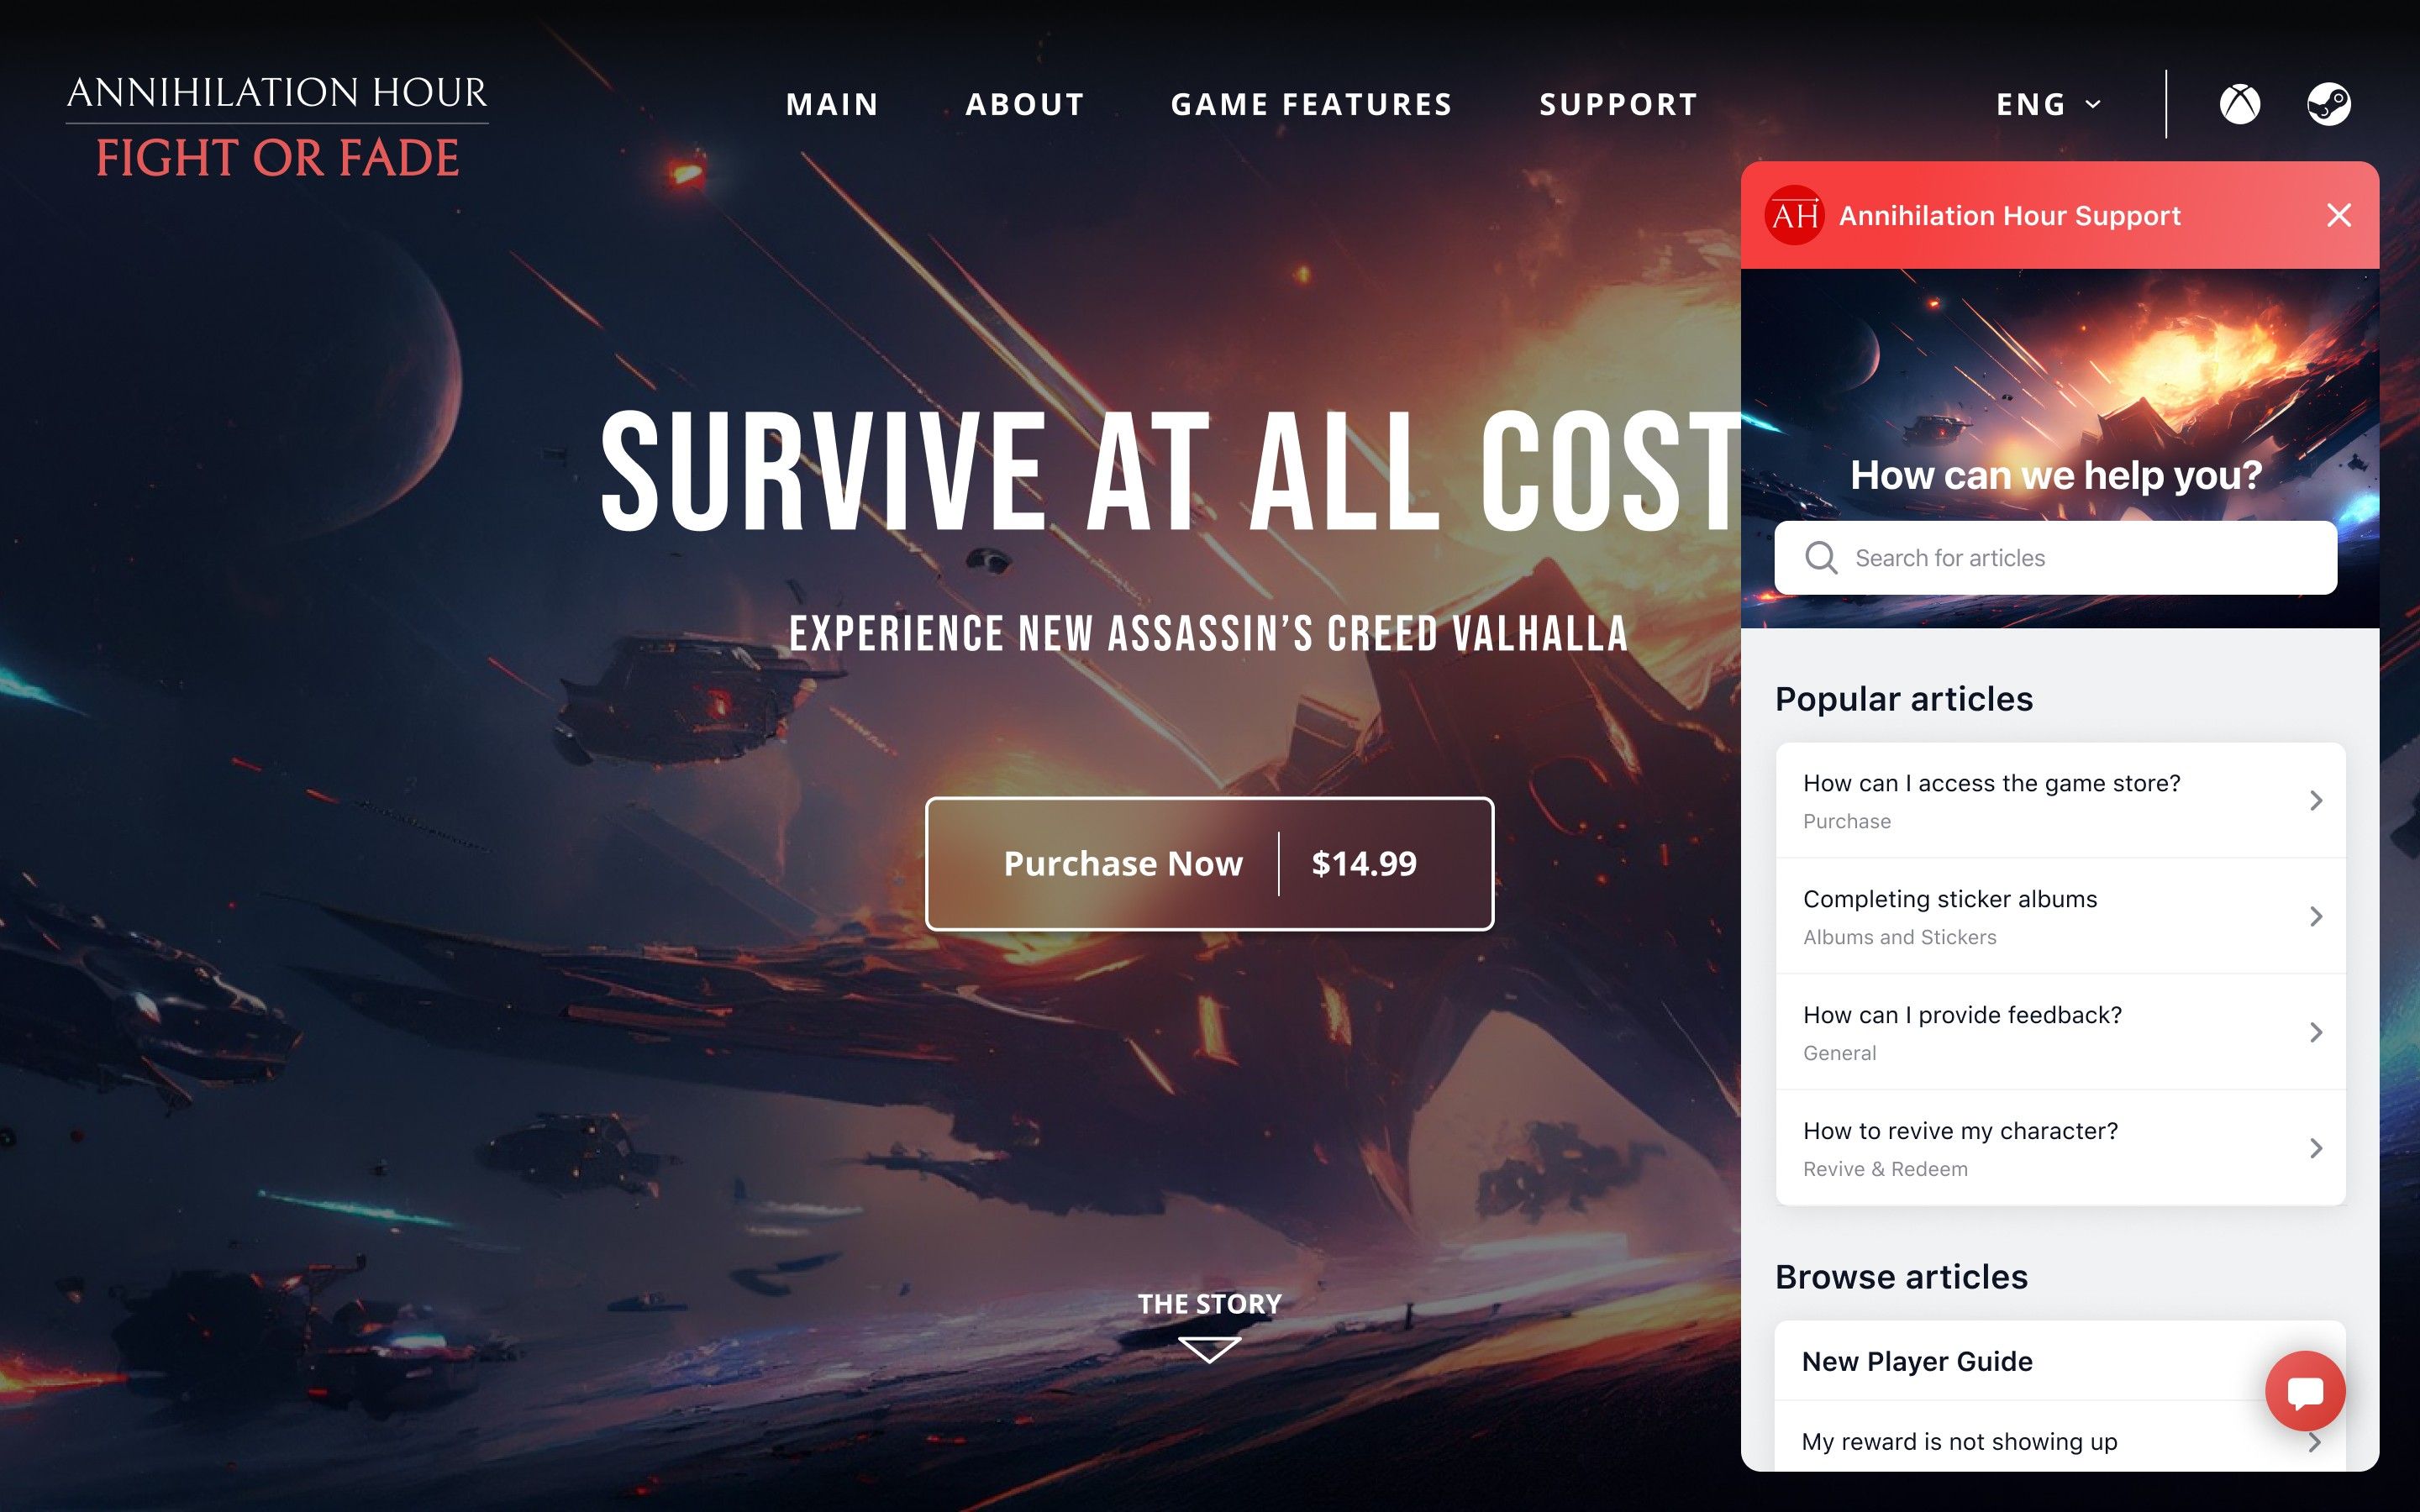 ANNIHILATION HOUR
FIGHT OR FADE
MAIN ABOUT GAME FEATURES SUPPORT ENG
SURVIVE AT ALL COST
EXPERIENCE NEW ASSASSIN’S CREED VALHALLA
Purchase Now $14.99
THE STORY
AH Annihilation Hour Support
How can we help you?
Search for articles
Popular articles
How can I access the game store?
Purchase
Completing sticker albums
Albums and Stickers
How can I provide feedback?
General
How to revive my character?
Revive & Redeem
Browse articles
New Player Guide
My reward is not showing up